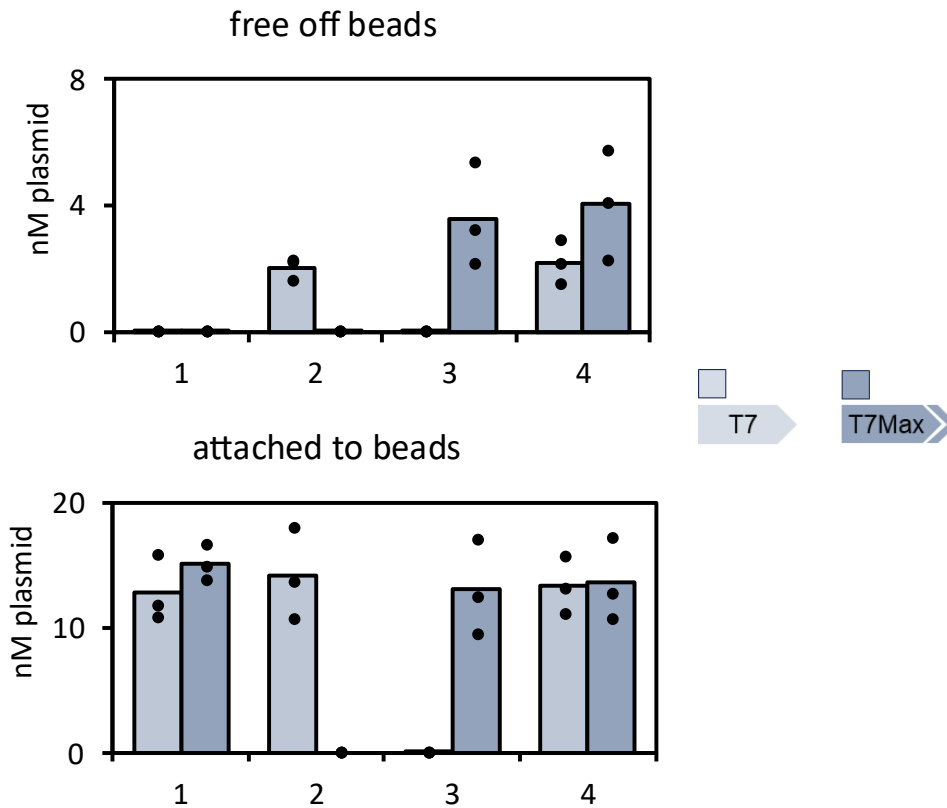 free off beads
nM plasmid
8
4
0
1 2 3 4
T7 T7Max
attached to beads
nM plasmid
20
10
0
1 2 3 4